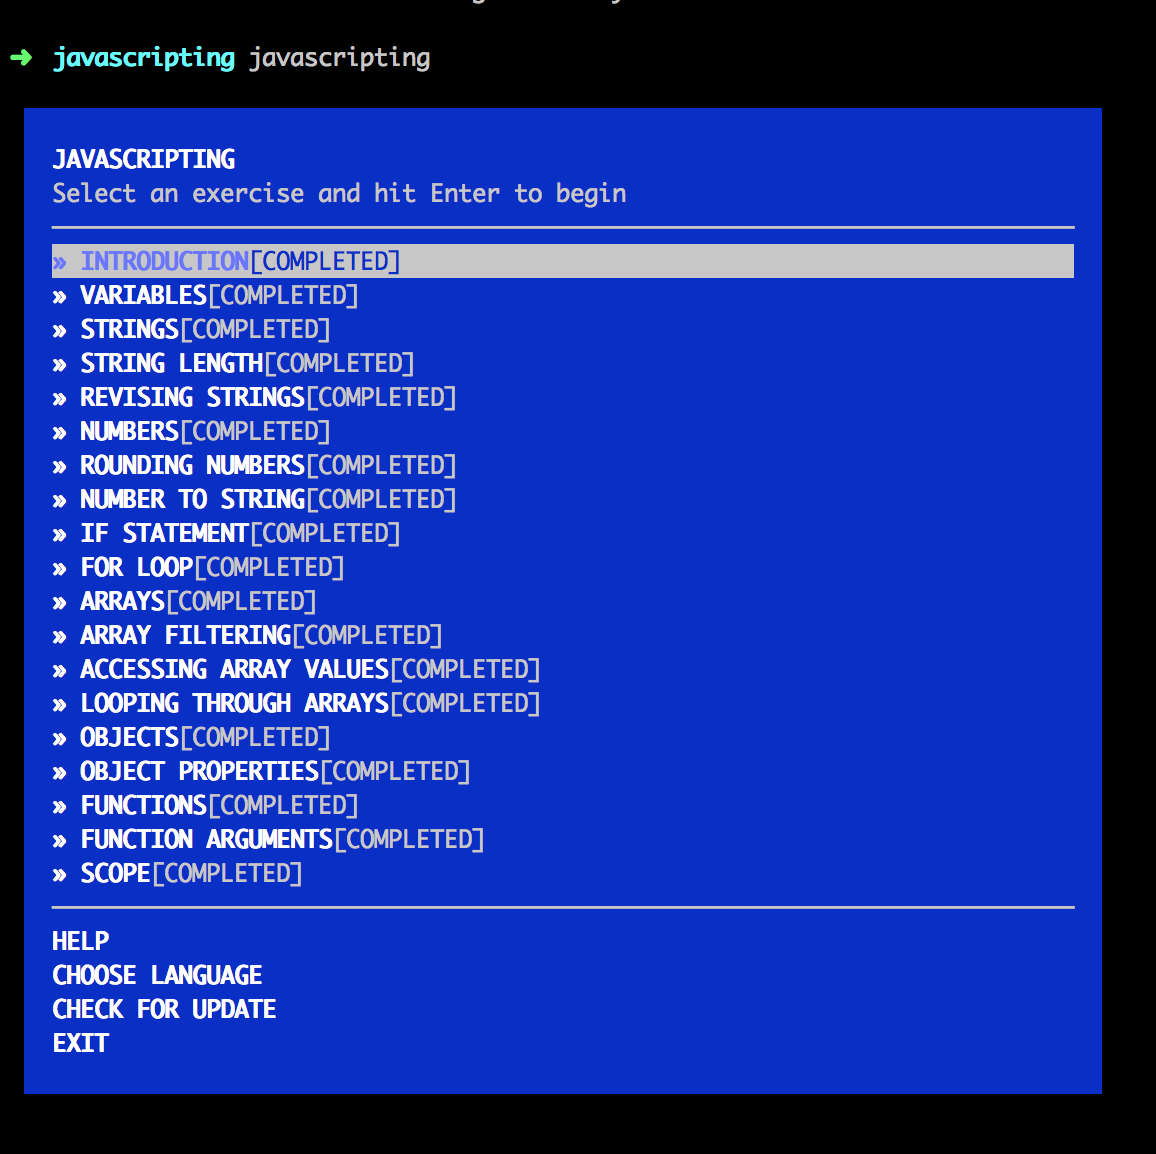 ➜ javascripting javascripting
JAVASCRIPTING
Select an exercise and hit Enter to begin
» INTRODUCTION[COMPLETED]
» VARIABLES[COMPLETED]
» STRINGS[COMPLETED]
» STRING LENGTH[COMPLETED]
» REVISING STRINGS[COMPLETED]
» NUMBERS[COMPLETED]
» ROUNDING NUMBERS[COMPLETED]
» NUMBER TO STRING[COMPLETED]
» IF STATEMENT[COMPLETED]
» FOR LOOP[COMPLETED]
» ARRAYS[COMPLETED]
» ARRAY FILTERING[COMPLETED]
» ACCESSING ARRAY VALUES[COMPLETED]
» LOOPING THROUGH ARRAYS[COMPLETED]
» OBJECTS[COMPLETED]
» OBJECT PROPERTIES[COMPLETED]
» FUNCTIONS[COMPLETED]
» FUNCTION ARGUMENTS[COMPLETED]
» SCOPE[COMPLETED]
HELP
CHOOSE LANGUAGE
CHECK FOR UPDATE
EXIT